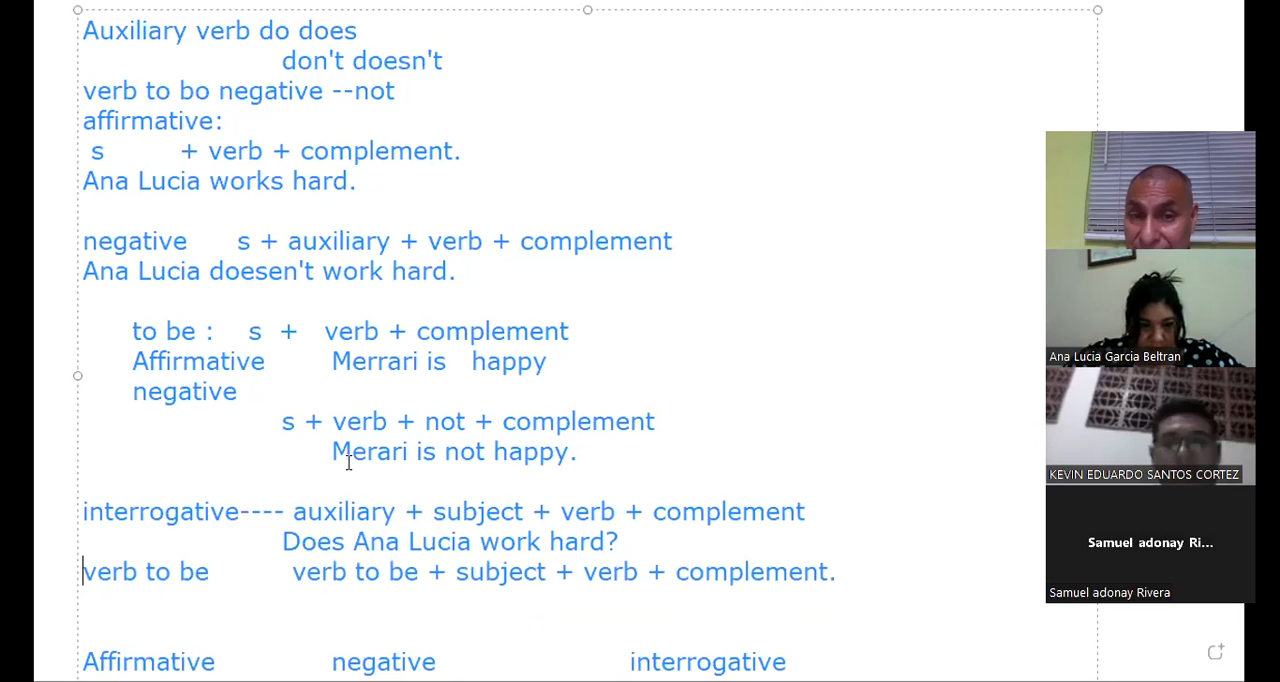 Auxiliary verb do does
don't doesn't
verb to bo negative --not
affirmative:
s + verb + complement.
Ana Lucia works hard.
negative s + auxiliary + verb + complement
Ana Lucia doesen't work hard.
to be : s + verb + complement
Affirmative Merrari is happy
negative
s + verb + not + complement
Merari is not happy.
interrogative---- auxiliary + subject + verb + complement
Does Ana Lucia work hard?
verb to be verb to be + subject + verb + complement.
Affirmative negative interrogative
Ana Lucia Garcia Beltran
KEVIN EDUARDO SANTOS CORTEZ
Samuel adonay Ri...
Samuel adonay Rivera